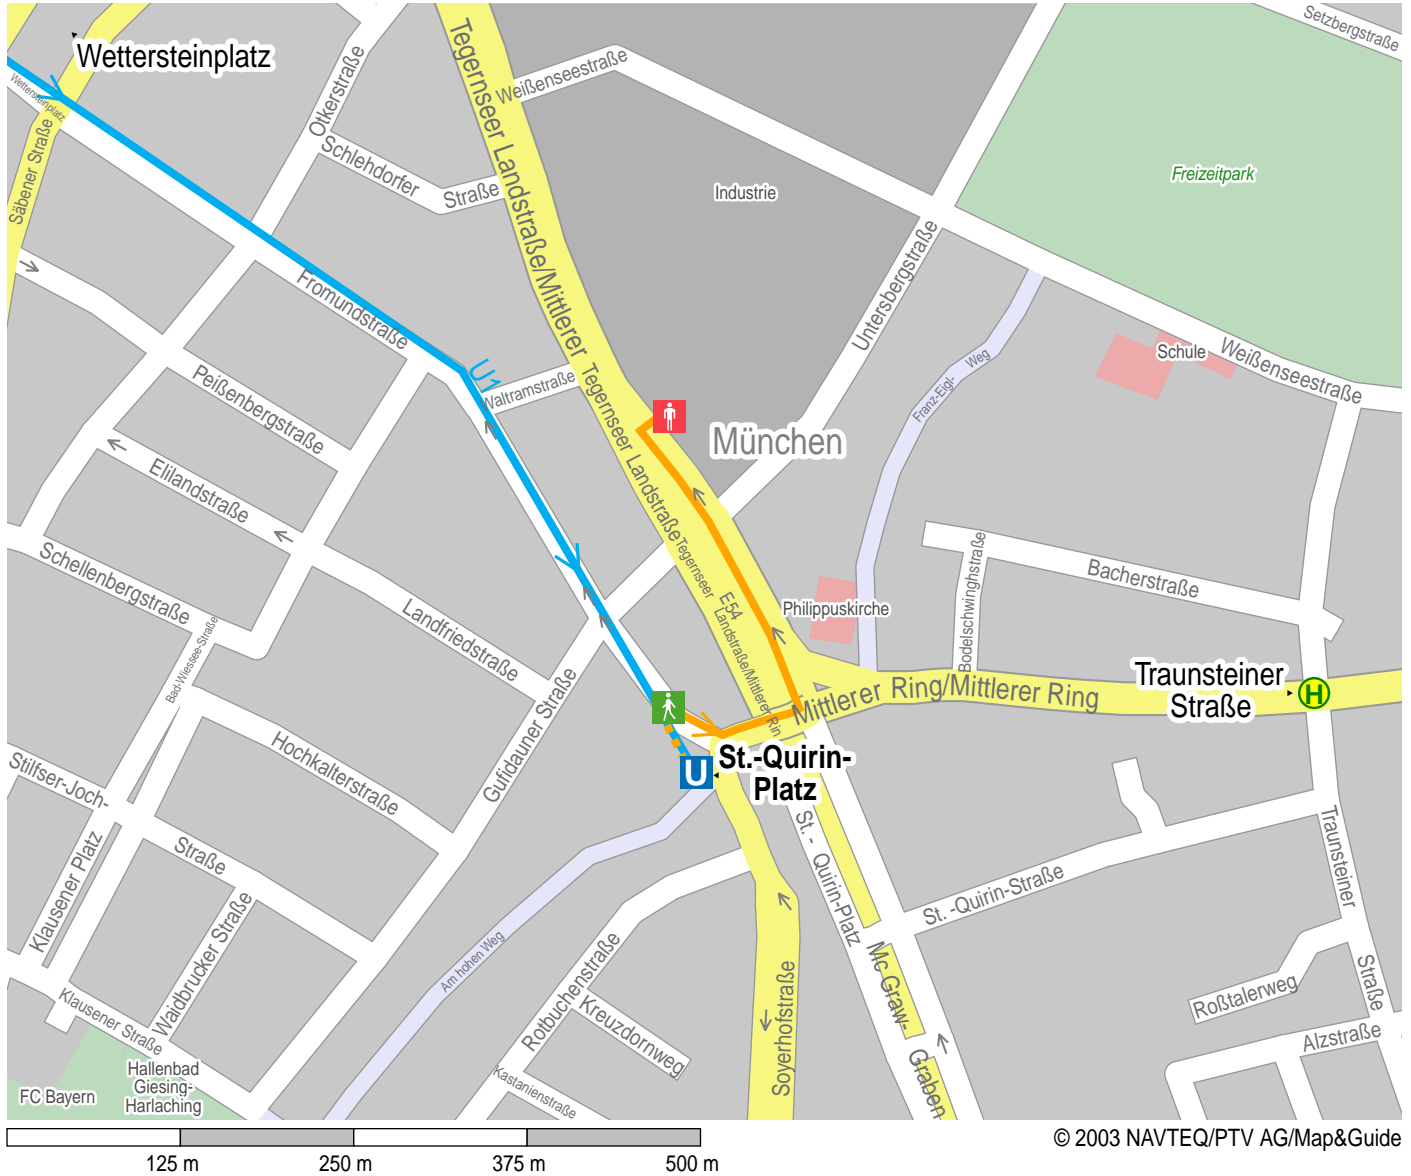 Setzbergstraße
Wettersteinplatz
Wettersteinplatz
Säbener Straße
Otkerstraße
Schlehdorfer
Straße
Tegernseer Landstraße/Mittlerer
Weißenseestraße
Industrie
Freizeitpark
Untersbergstraße
Fromundstraße
U1
Waltramstraße
Tegernseer Landstraße
Franz-Eigl-
Weg
Schule
Weißenseestraße
Peißenbergstraße
München
Elilandstraße
Schellenbergstraße
Landfriedstraße
Bad-Wiessee-Straße
Gufidauner Straße
Tegernseer
Landstraße/Mittlerer Rin
E54
Philippuskirche
Bodelschwinghstraße
Bacherstraße
Mittlerer Ring/Mittlerer Ring
Traunsteiner
Straße
H
U
St.-Quirin-
Platz
Hochkalterstraße
Stilfser-Joch-
Straße
Klausener Platz
Waidbrucker Straße
Klausener Straße
Am hohen Weg
Rotbuchenstraße
Kreuzdornweg
Kastanienstraße
Soyerhofstraße
St. - Quirin-Platz
Mc Graw- Graben
St. -Quirin-Straße
Traunsteiner
Straße
Roßtalerweg
Alzstraße
FC Bayern
Hallenbad
Giesing-
Harlaching
125 m
250 m
375 m
500 m
© 2003 NAVTEQ/PTV AG/Map&Guide